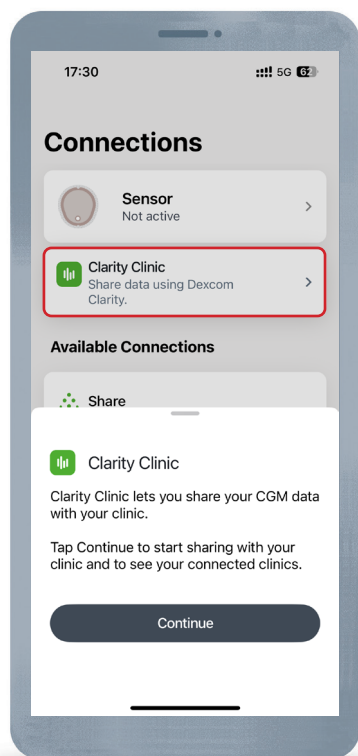 17:30
5G 62
Connections
Sensor
Not active
Clarity Clinic
Share data using Dexcom
Clarity.
Available Connections
Share
Clarity Clinic
Clarity Clinic lets you share your CGM data
with your clinic.
Tap Continue to start sharing with your
clinic and to see your connected clinics.
Continue